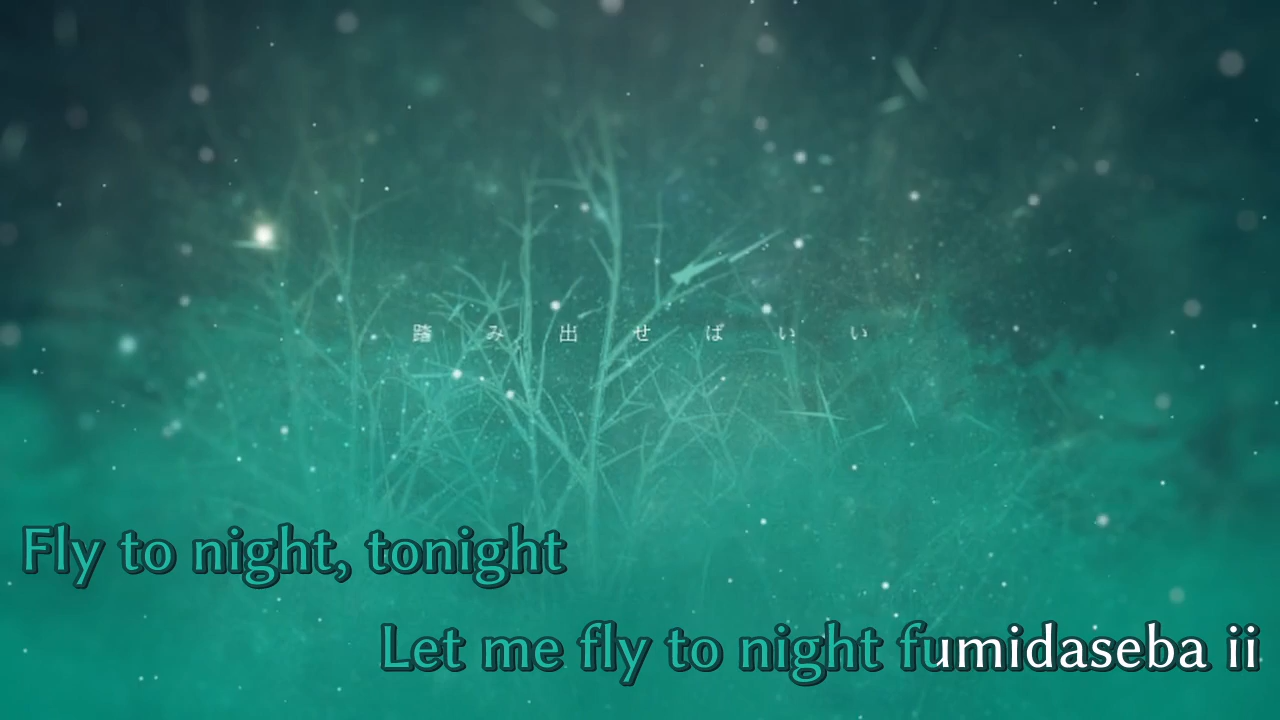 踏み出せばいい
Fly to night, tonight
Let me fly to night fumidaseba ii